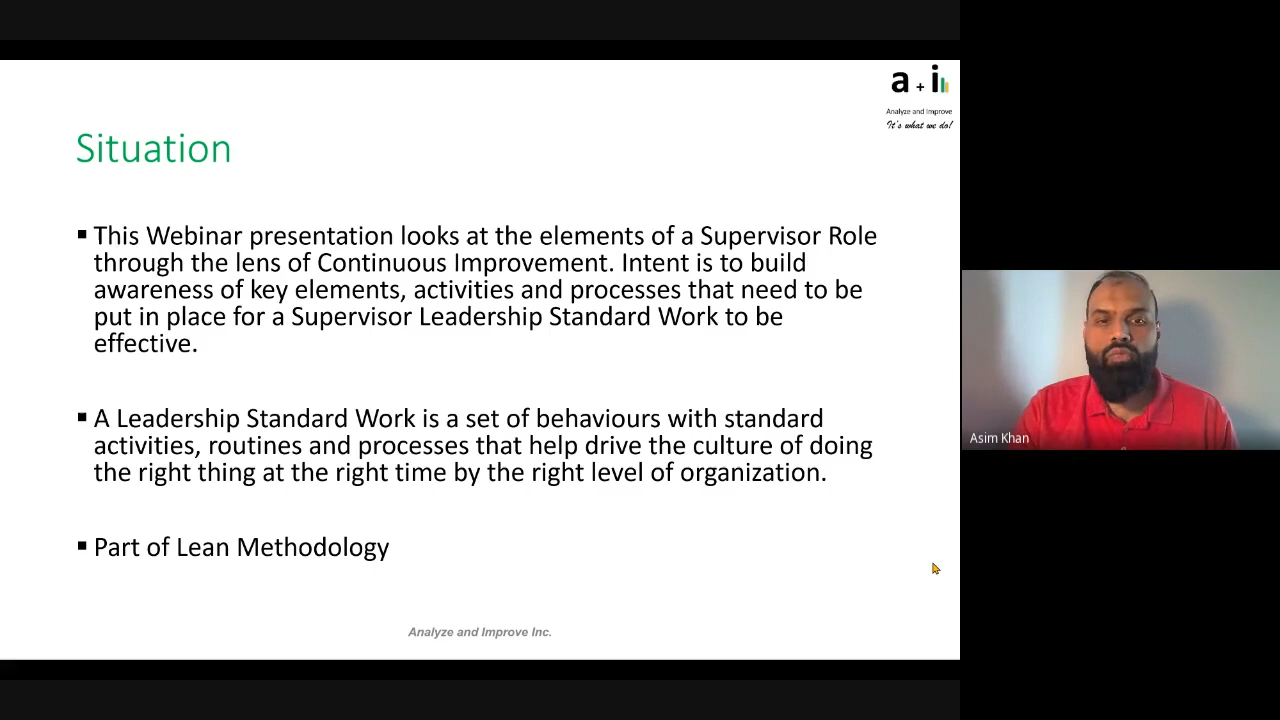 a + i
Analyze and Improve
It's what we do!
Situation
▪ This Webinar presentation looks at the elements of a Supervisor Role
through the lens of Continuous Improvement. Intent is to build
awareness of key elements, activities and processes that need to be
put in place for a Supervisor Leadership Standard Work to be
effective.
▪ A Leadership Standard Work is a set of behaviours with standard
activities, routines and processes that help drive the culture of doing
the right thing at the right time by the right level of organization.
▪ Part of Lean Methodology
Analyze and Improve Inc.
Asim Khan